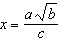 x = a√b / c